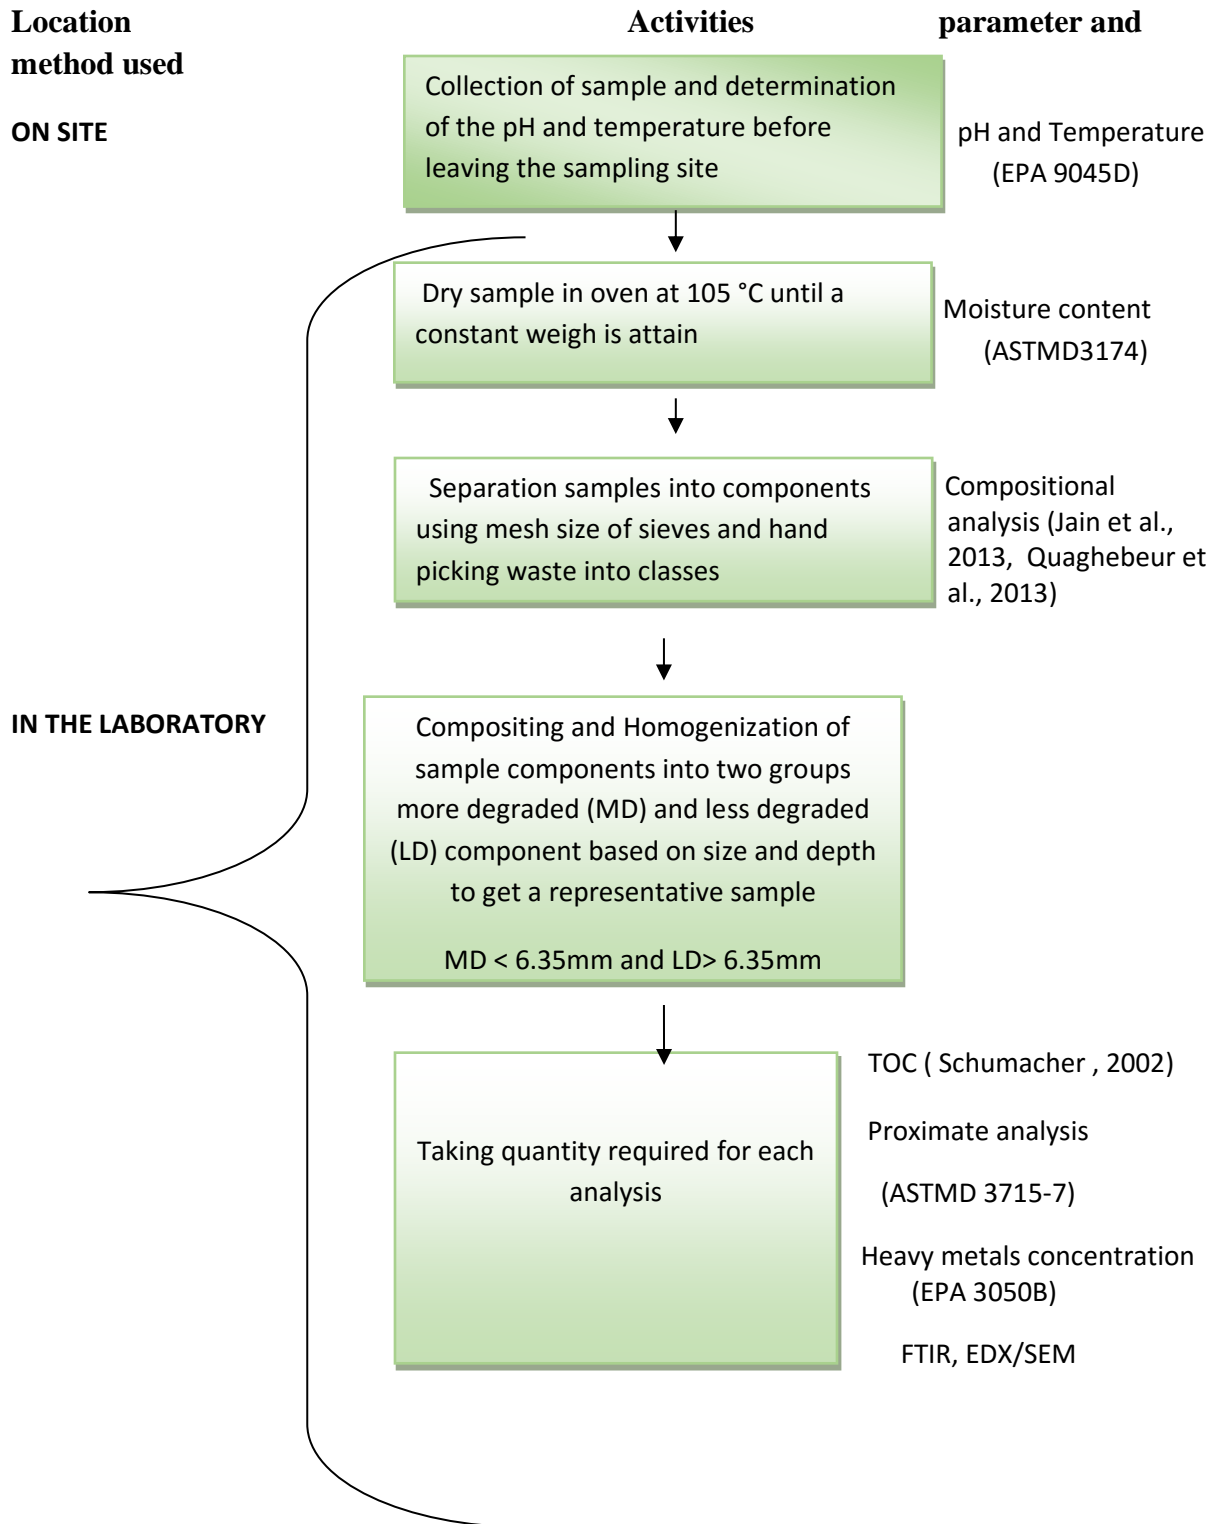 Location Activities parameter and
method used
ON SITE
Collection of sample and determination
of the pH and temperature before
leaving the sampling site
pH and Temperature
(EPA 9045D)
Dry sample in oven at 105 °C until a
constant weigh is attain
Moisture content
(ASTMD3174)
Separation samples into components
using mesh size of sieves and hand
picking waste into classes
Compositional
analysis (Jain et al.,
2013, Quaghebeur et
al., 2013)
IN THE LABORATORY
Compositing and Homogenization of
sample components into two groups
more degraded (MD) and less degraded
(LD) component based on size and depth
to get a representative sample
MD < 6.35mm and LD> 6.35mm
Taking quantity required for each
analysis
TOC ( Schumacher , 2002)
Proximate analysis
(ASTMD 3715-7)
Heavy metals concentration
(EPA 3050B)
FTIR, EDX/SEM